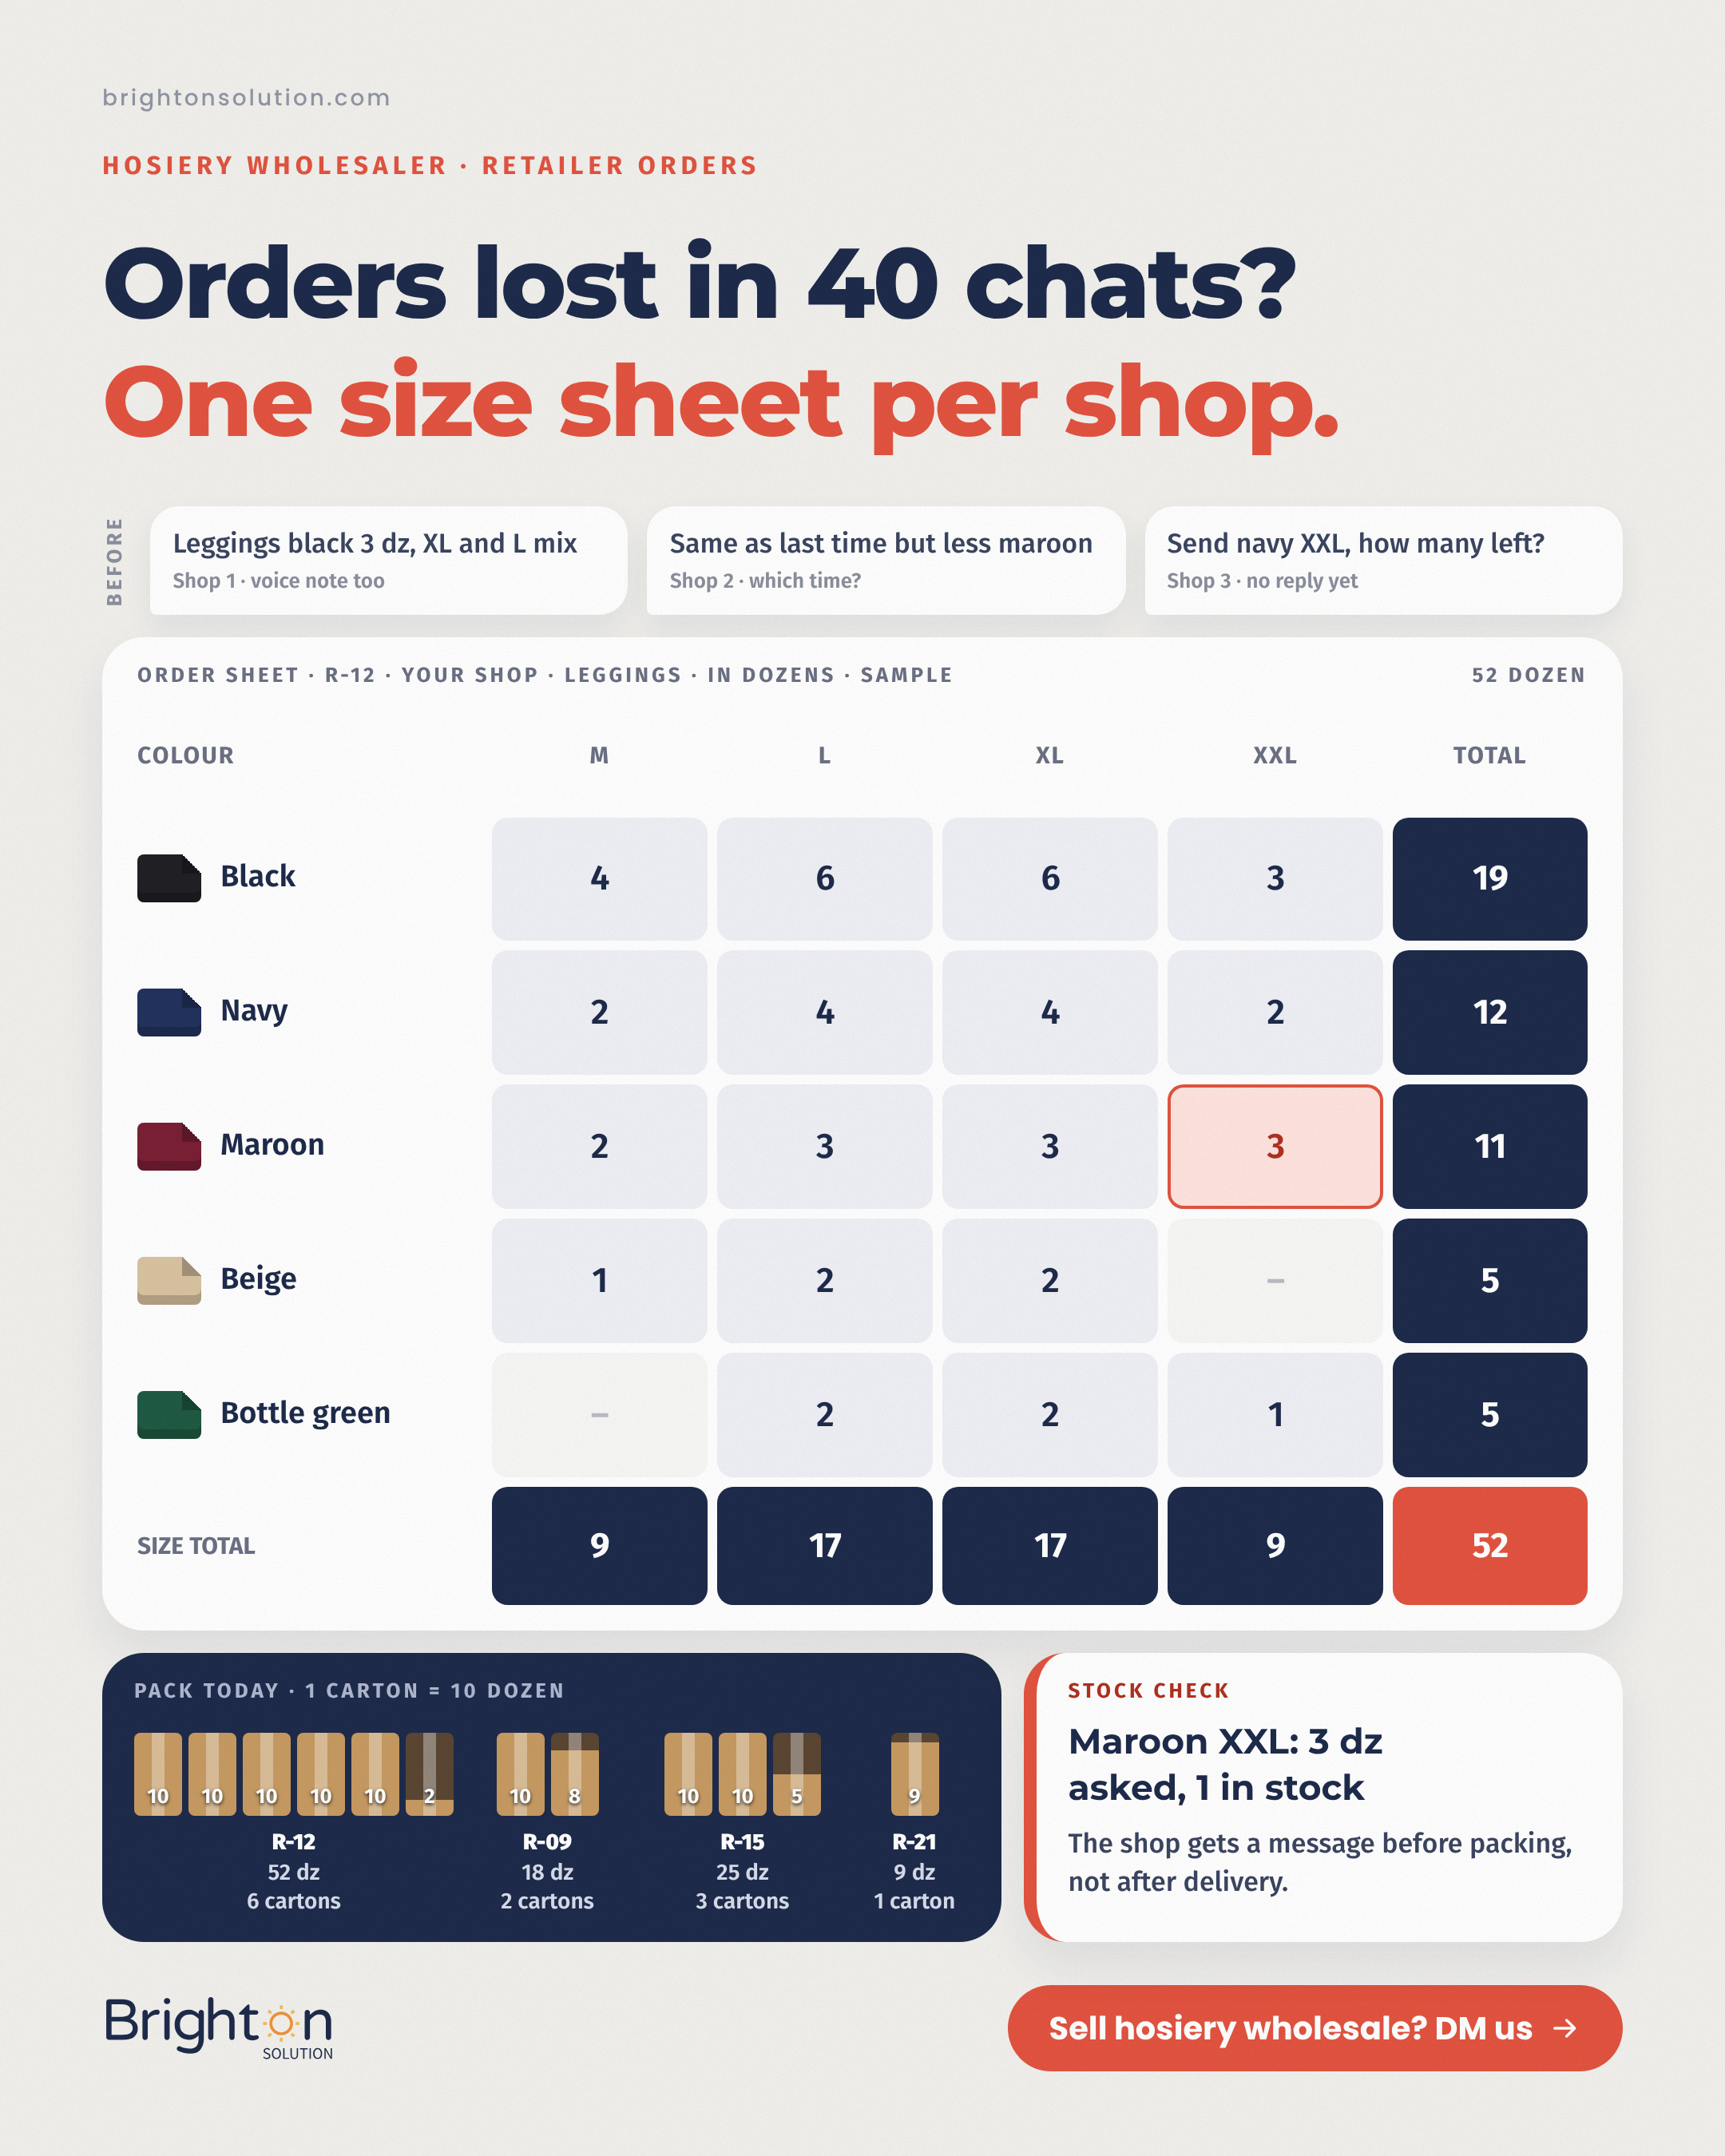 brightonsolution.com
HOSIERY WHOLESALER · RETAILER ORDERS
Orders lost in 40 chats?
One size sheet per shop.
BEFORE
Leggings black 3 dz, XL and L mix
Shop 1 · voice note too
Same as last time but less maroon
Shop 2 · which time?
Send navy XXL, how many left?
Shop 3 · no reply yet
ORDER SHEET · R-12 · YOUR SHOP · LEGGINGS · IN DOZENS · SAMPLE 52 DOZEN
COLOUR M L XL XXL TOTAL
Black 4 6 6 3 19
Navy 2 4 4 2 12
Maroon 2 3 3 3 11
Beige 1 2 2 – 5
Bottle green – 2 2 1 5
SIZE TOTAL 9 17 17 9 52
PACK TODAY · 1 CARTON = 10 DOZEN
10 10 10 10 10 2
R-12
52 dz
6 cartons
10 8
R-09
18 dz
2 cartons
10 10 5
R-15
25 dz
3 cartons
9
R-21
9 dz
1 carton
STOCK CHECK
Maroon XXL: 3 dz
asked, 1 in stock
The shop gets a message before packing,
not after delivery.
Brighton
SOLUTION
Sell hosiery wholesale? DM us →